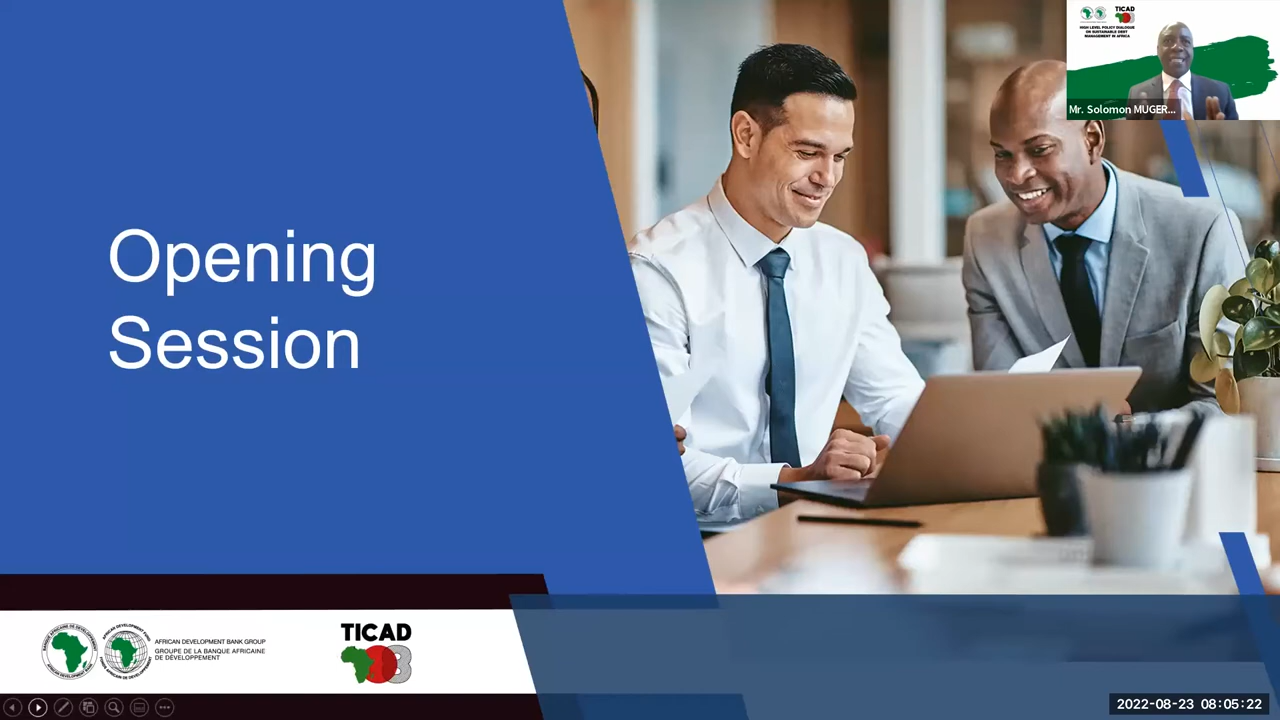 Opening
Session
TICAD
HIGH LEVEL POLICY DIALOGUE
ON SUSTAINABLE DEBT
MANAGEMENT IN AFRICA
Mr. Solomon MUGER...
AFRICAN DEVELOPMENT BANK GROUP
GROUPE DE LA BANQUE AFRICAINE
DE DÉVELOPPEMENT
TICAD
2022-08-23 08:05:22